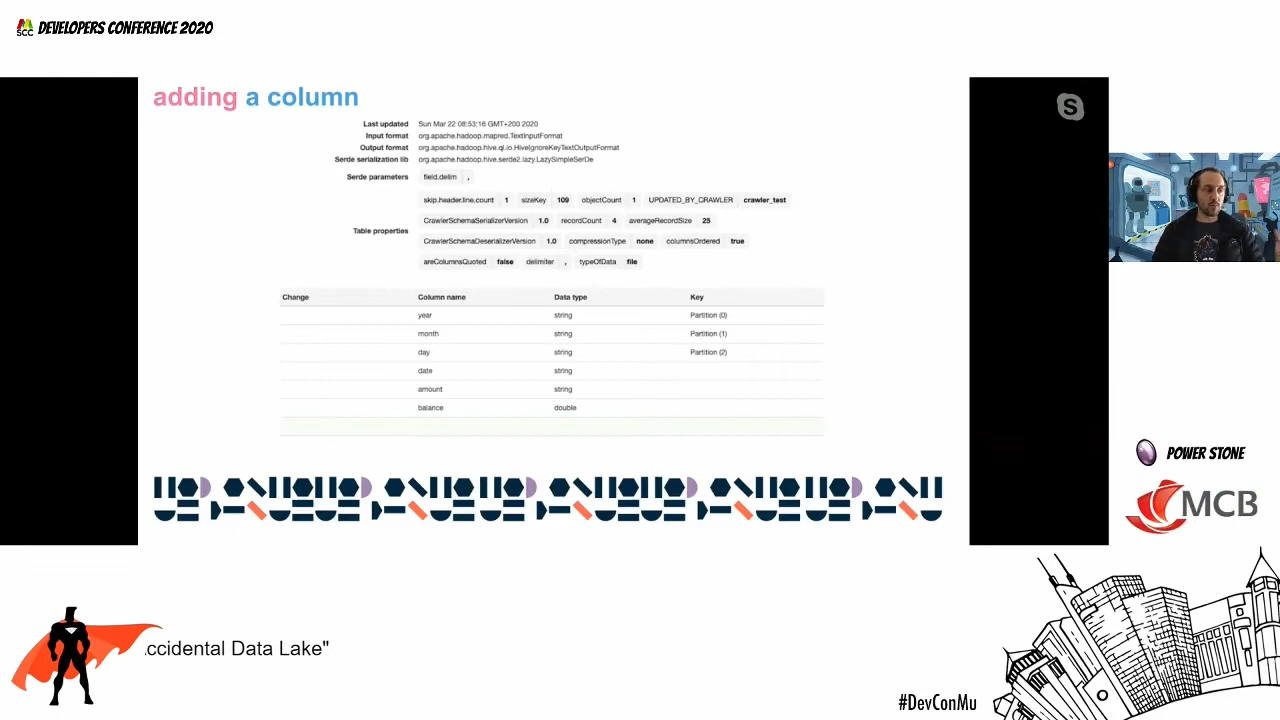 SCC DEVELOPERS CONFERENCE 2020
adding a column
Last updated Sun Mar 22 08:53:16 GMT+200 2020
Input format org.apache.hadoop.mapred.TextInputFormat
Output format org.apache.hadoop.hive.ql.io.HiveIgnoreKeyTextOutputFormat
Serde serialization lib org.apache.hadoop.hive.serde2.lazy.LazySimpleSerDe
Serde parameters field.delim ,
skip.header.line.count 1 sizeKey 109 objectCount 1 UPDATED_BY_CRAWLER crawler_test
CrawlerSchemaSerializerVersion 1.0 recordCount 4 averageRecordSize 25
Table properties
CrawlerSchemaDeserializerVersion 1.0 compressionType none columnsOrdered true
areColumnsQuoted false delimiter , typeOfData file
Change Column name Data type Key
year string Partition (0)
month string Partition (1)
day string Partition (2)
date string
amount string
balance double
S
POWER STONE
MCB
ccidental Data Lake"
#DevConMu